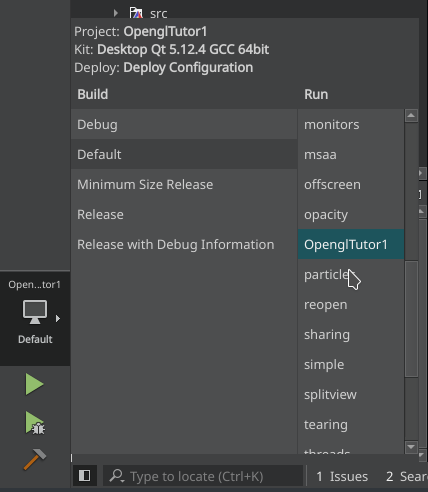 src
Project: OpenglTutor1
Kit: Desktop Qt 5.12.4 GCC 64bit
Deploy: Deploy Configuration
Build Run
Debug monitors
Default msaa
Minimum Size Release offscreen
Release opacity
Release with Debug Information OpenglTutor1
particles
reopen
sharing
simple
splitview
tearing
threads
Open...tor1
Default
Type to locate (Ctrl+K) 1 Issues 2 Sear